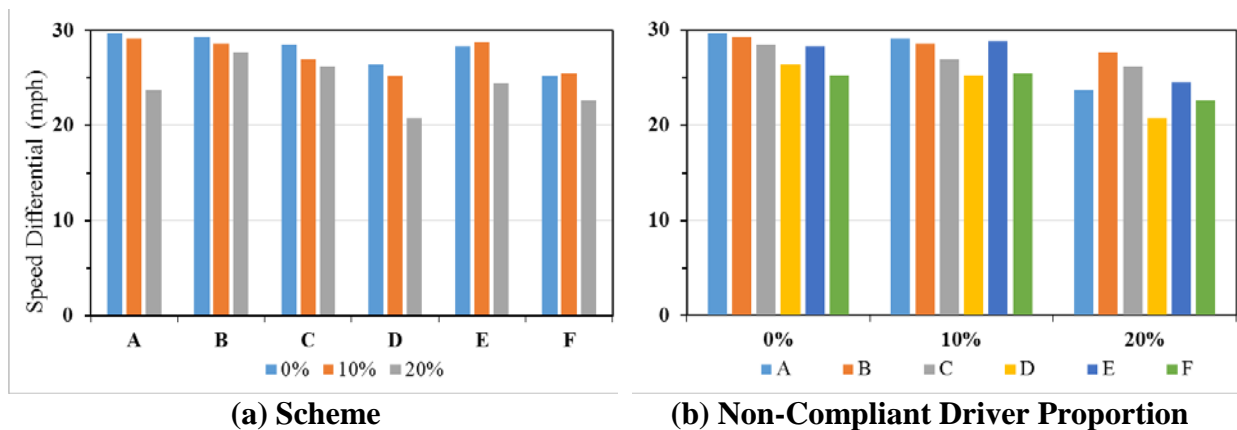 Speed Differential (mph)
30
20
10
0
A B C D E F
0% 10% 20%
(a) Scheme
30
20
10
0
0% 10% 20%
A B C D E F
(b) Non-Compliant Driver Proportion